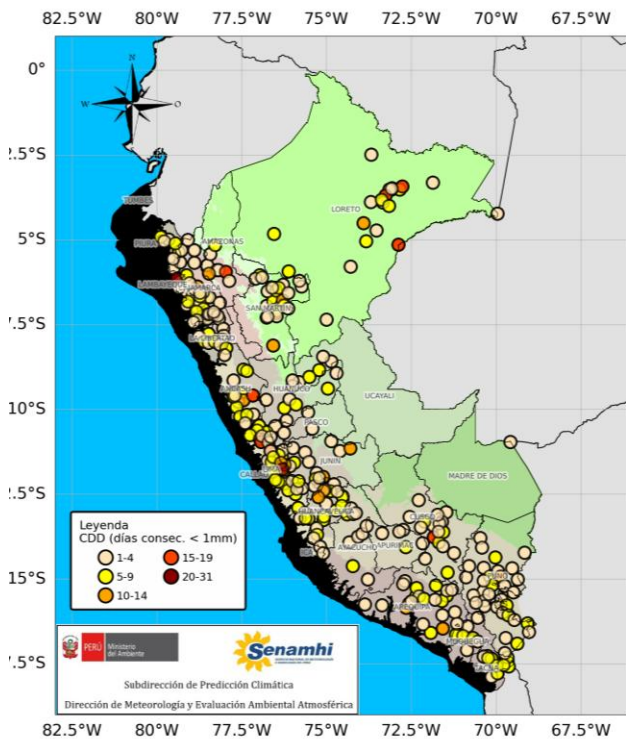 82.5°W 80°W 77.5°W 75°W 72.5°W 70°W 67.5°W
0°
2.5°S
5°S
7.5°S
10°S
12.5°S
15°S
17.5°S
N
W
O
S
TUMBES
PIURA
AMAZONAS
LORETO
LAMBAYEQUE
CAJAMARCA
SAN MARTIN
LA LIBERTAD
ANCASH
HUANUCO
UCAYALI
PASCO
JUNIN
LIMA
CALLAO
MADRE DE DIOS
HUANCAVELICA
CUSCO
ICA
AYACUCHO
APURIMAC
PUNO
AREQUIPA
MOQUEGUA
TACNA
Leyenda
CDD (días consec. < 1mm)
1-4 15-19
5-9 20-31
10-14
PERÚ Ministerio del Ambiente
Senamhi
Subdirección de Predicción Climática
Dirección de Meteorología y Evaluación Ambiental Atmosférica
82.5°W 80°W 77.5°W 75°W 72.5°W 70°W 67.5°W